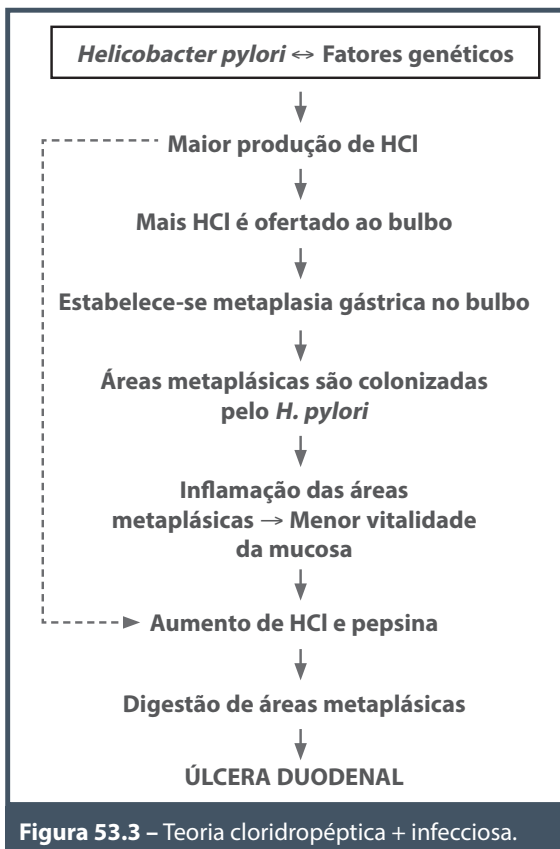 Helicobacter pylori ↔ Fatores genéticos
Maior produção de HCl
Mais HCl é ofertado ao bulbo
Estabelece-se metaplasia gástrica no bulbo
Áreas metaplásicas são colonizadas
pelo H. pylori
Inflamação das áreas
metaplásicas → Menor vitalidade
da mucosa
Aumento de HCl e pepsina
Digestão de áreas metaplásicas
ÚLCERA DUODENAL
Figura 53.3 – Teoria cloridropéptica + infecciosa.